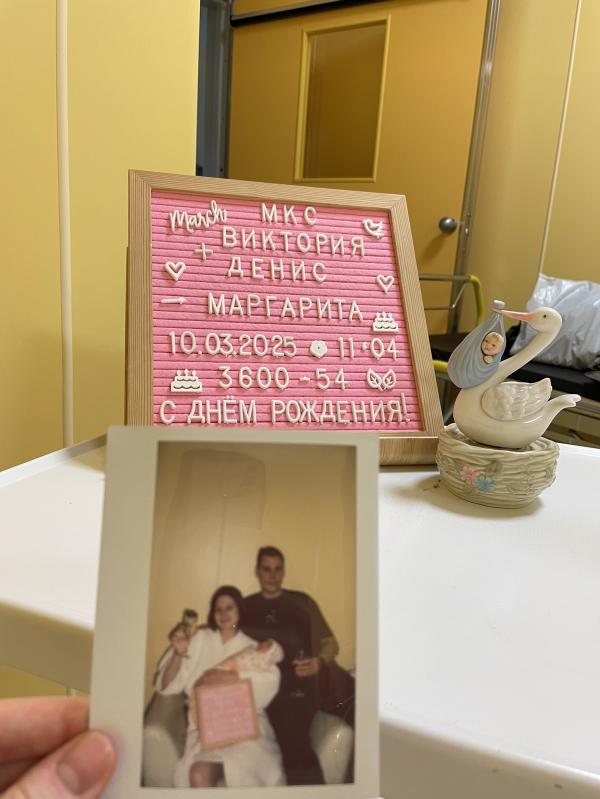 March МКС
+ ВИКТОРИЯ
ДЕНИС
МАРГАРИТА
10.03.2025 11:04
3600 - 54
С ДНЁМ РОЖДЕНИЯ!